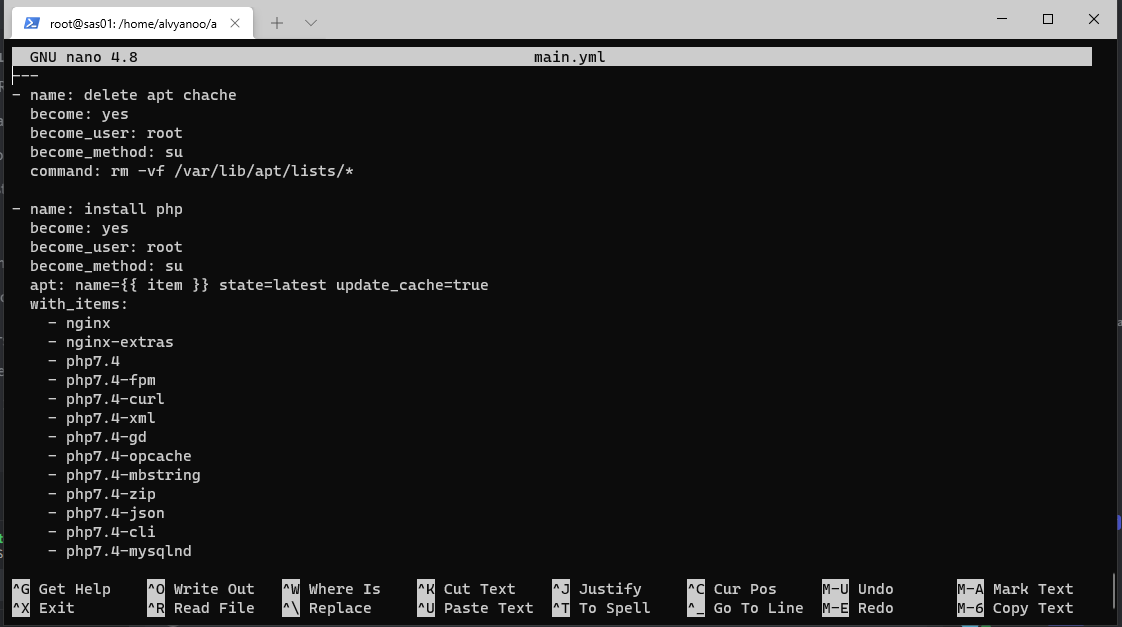 root@sas01: /home/alvyanoo/a
GNU nano 4.8 main.yml
---
- name: delete apt chache
  become: yes
  become_user: root
  become_method: su
  command: rm -vf /var/lib/apt/lists/*
- name: install php
  become: yes
  become_user: root
  become_method: su
  apt: name={{ item }} state=latest update_cache=true
  with_items:
    - nginx
    - nginx-extras
    - php7.4
    - php7.4-fpm
    - php7.4-curl
    - php7.4-xml
    - php7.4-gd
    - php7.4-opcache
    - php7.4-mbstring
    - php7.4-zip
    - php7.4-json
    - php7.4-cli
    - php7.4-mysqlnd
^G Get Help ^O Write Out ^W Where Is ^K Cut Text ^J Justify ^C Cur Pos M-U Undo M-A Mark Text
^X Exit ^R Read File ^\ Replace ^U Paste Text ^T To Spell ^_ Go To Line M-E Redo M-6 Copy Text